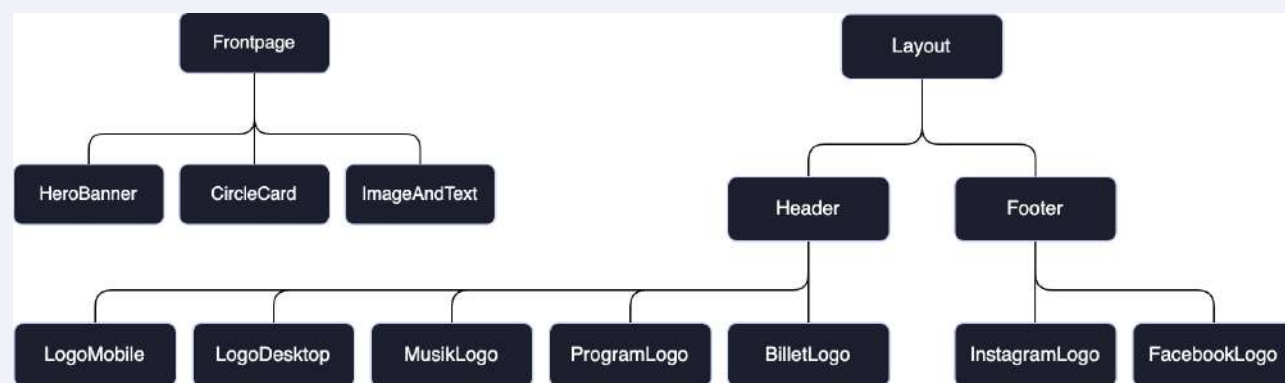 Frontpage
Layout
HeroBanner
CircleCard
ImageAndText
Header
Footer
LogoMobile
LogoDesktop
MusikLogo
ProgramLogo
BilletLogo
InstagramLogo
FacebookLogo